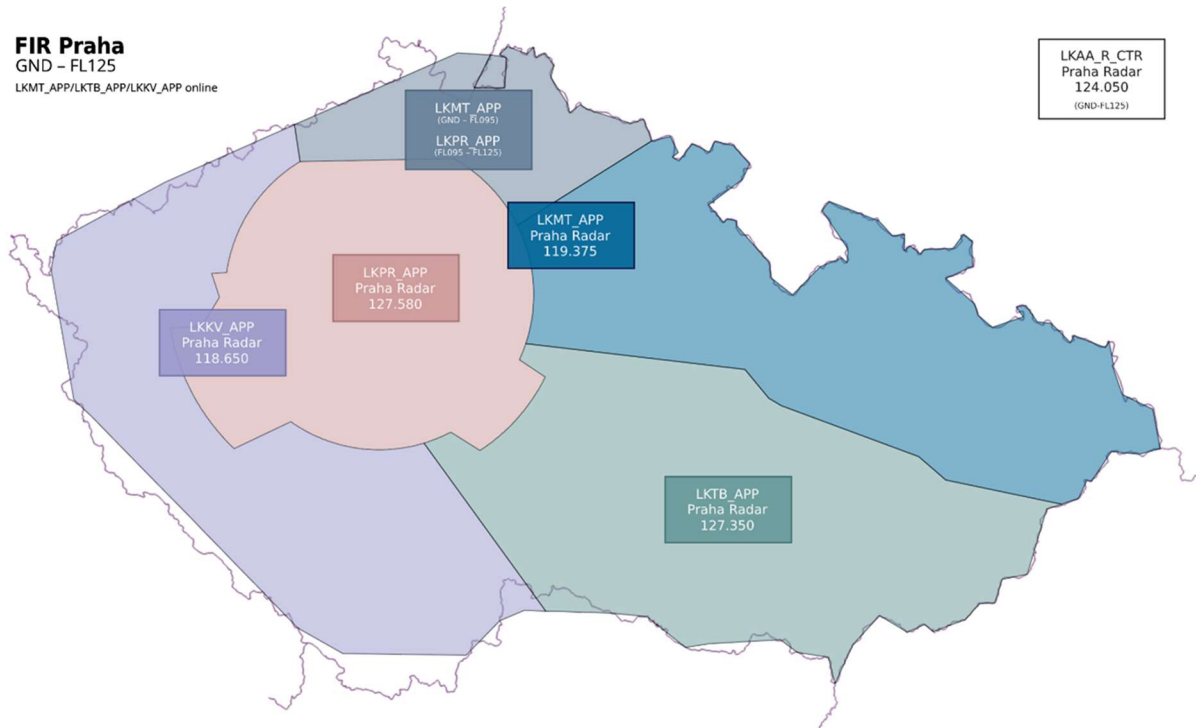 FIR Praha
GND – FL125
LKMT_APP/LKTB_APP/LKKV_APP online
LKAA_R_CTR
Praha Radar
124.050
(GND-FL125)
LKMT_APP
(GND – FL095)
LKPR_APP
(FL095 – FL125)
LKMT_APP
Praha Radar
119.375
LKPR_APP
Praha Radar
127.580
LKKV_APP
Praha Radar
118.650
LKTB_APP
Praha Radar
127.350